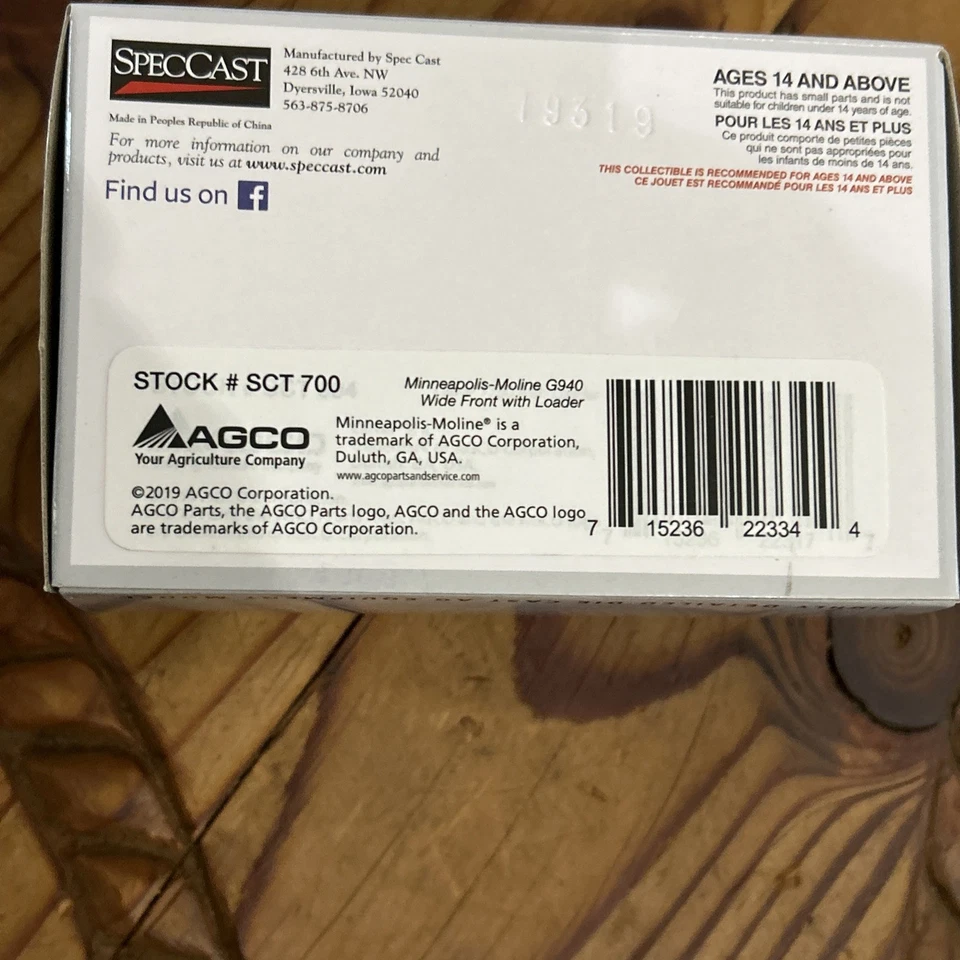 SPECCAST
Manufactured by Spec Cast
428 6th Ave. NW
Dyersville, Iowa 52040
563-875-8706
Made in Peoples Republic of China
For more information on our company and
products, visit us at www.speccast.com
Find us on f
19319
AGES 14 AND ABOVE
This product has small parts and is not
suitable for children under 14 years of age.
POUR LES 14 ANS ET PLUS
Ce produit comporte de petites pièces
qui ne sont pas appropriées pour
les infants de moins de 14 ans.
THIS COLLECTIBLE IS RECOMMENDED FOR AGES 14 AND ABOVE
CE JOUET EST RECOMMANDÉ POUR LES 14 ANS ET PLUS
STOCK # SCT 700
Minneapolis-Moline G940
Wide Front with Loader
AGCO
Your Agriculture Company
Minneapolis-Moline® is a
trademark of AGCO Corporation,
Duluth, GA, USA.
www.agcopartsandservice.com
©2019 AGCO Corporation.
AGCO Parts, the AGCO Parts logo, AGCO and the AGCO logo
are trademarks of AGCO Corporation.
7 15236 22334 4